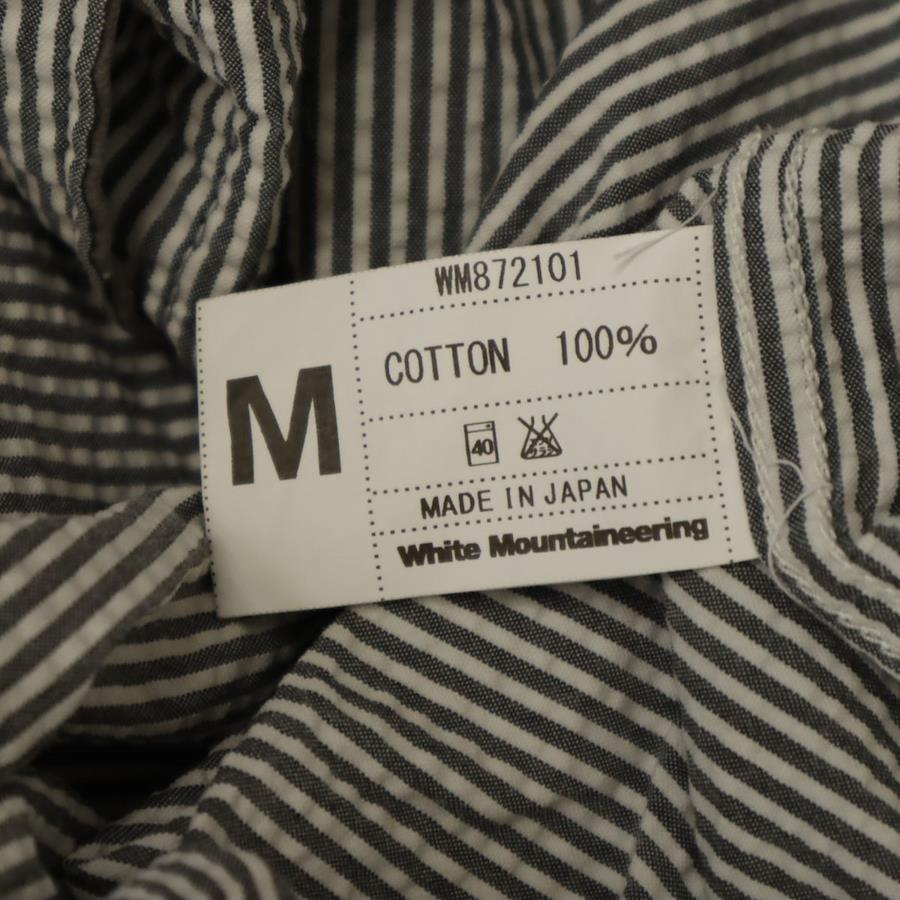 M
WM872101
COTTON 100%
40
MADE IN JAPAN
White Mountaineering